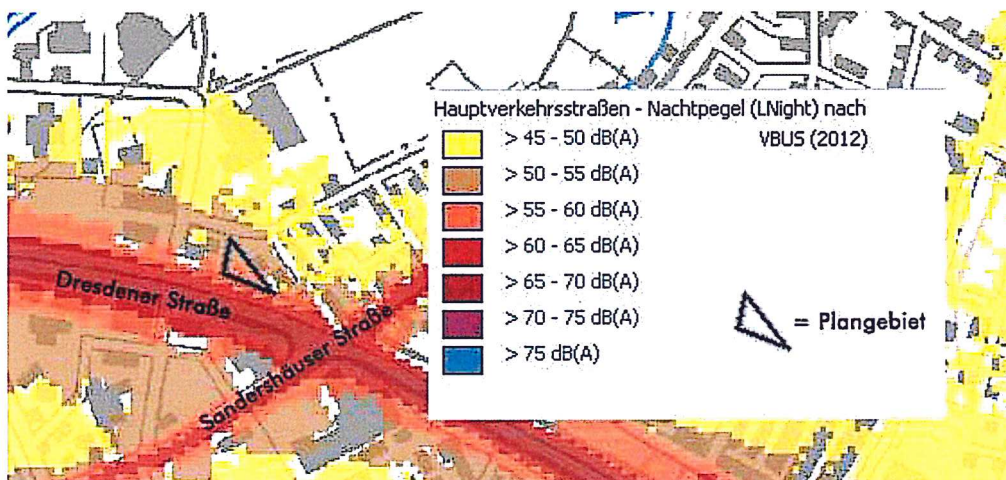 Hauptverkehrsstraßen - Nachtpegel (LNight) nach
VBUS (2012)
> 45 - 50 dB(A)
> 50 - 55 dB(A)
> 55 - 60 dB(A)
> 60 - 65 dB(A)
> 65 - 70 dB(A)
> 70 - 75 dB(A)
> 75 dB(A)
= Plangebiet
Dresdener Straße
Sandershäuser Straße